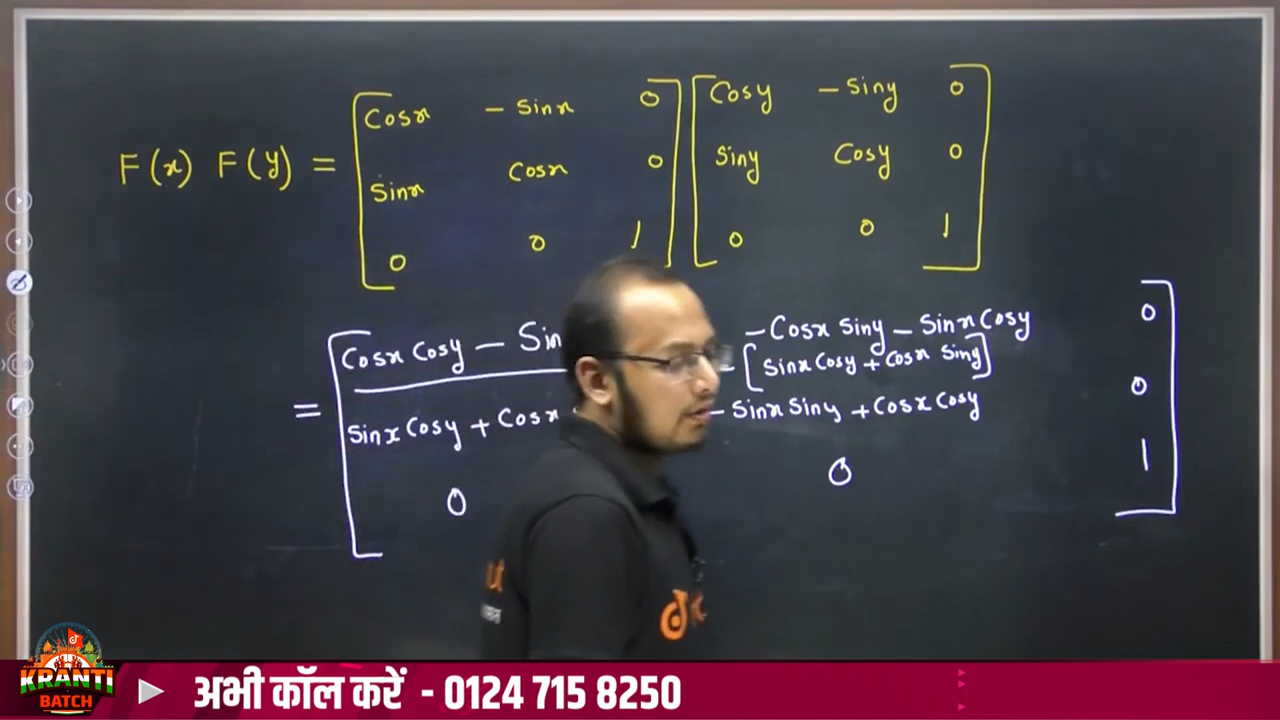 Cosx - Sinx 0 Cosy - Siny 0
F(x) F(y) = Sinx Cosx 0 Siny Cosy 0
0 0 1 0 0 1
Cosx Cosy - Sin - Cosx Siny - Sinx Cosy 0
- [Sinx Cosy + Cosx Siny]
= Sinx Cosy + Cosx - Sinx Siny + Cosx Cosy 0
0 0 1
KRANTI
BATCH
अभी कॉल करें - 0124 715 8250